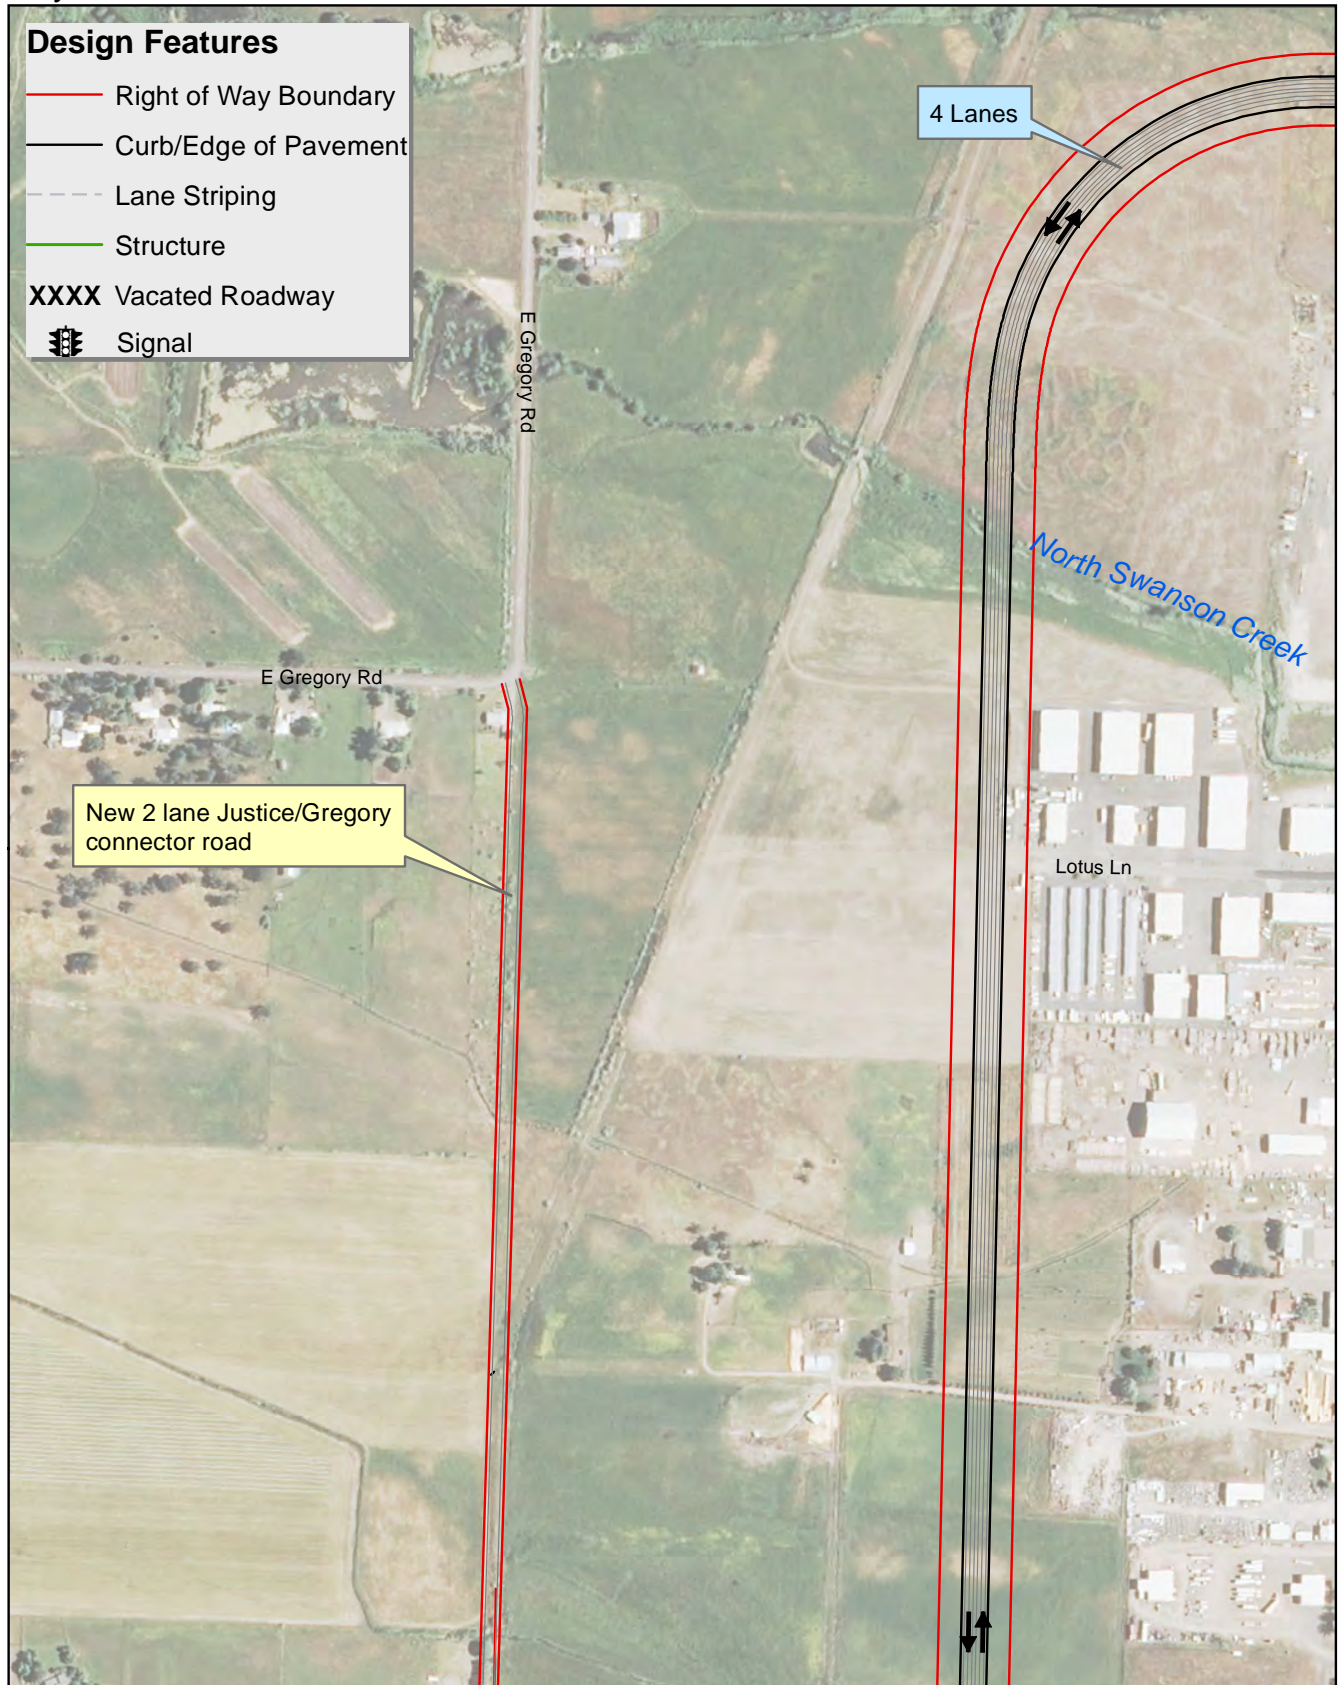 Design Features
Right of Way Boundary
Curb/Edge of Pavement
Lane Striping
Structure
XXXX Vacated Roadway
Signal
4 Lanes
E Gregory Rd
North Swanson Creek
E Gregory Rd
New 2 lane Justice/Gregory
connector road
Lotus Ln